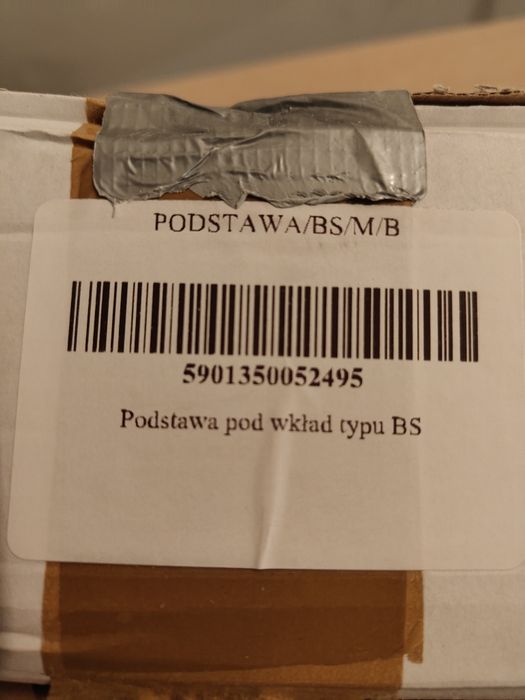 PODSTAWA/BS/M/B
5901350052495
Podstawa pod wkład typu BS